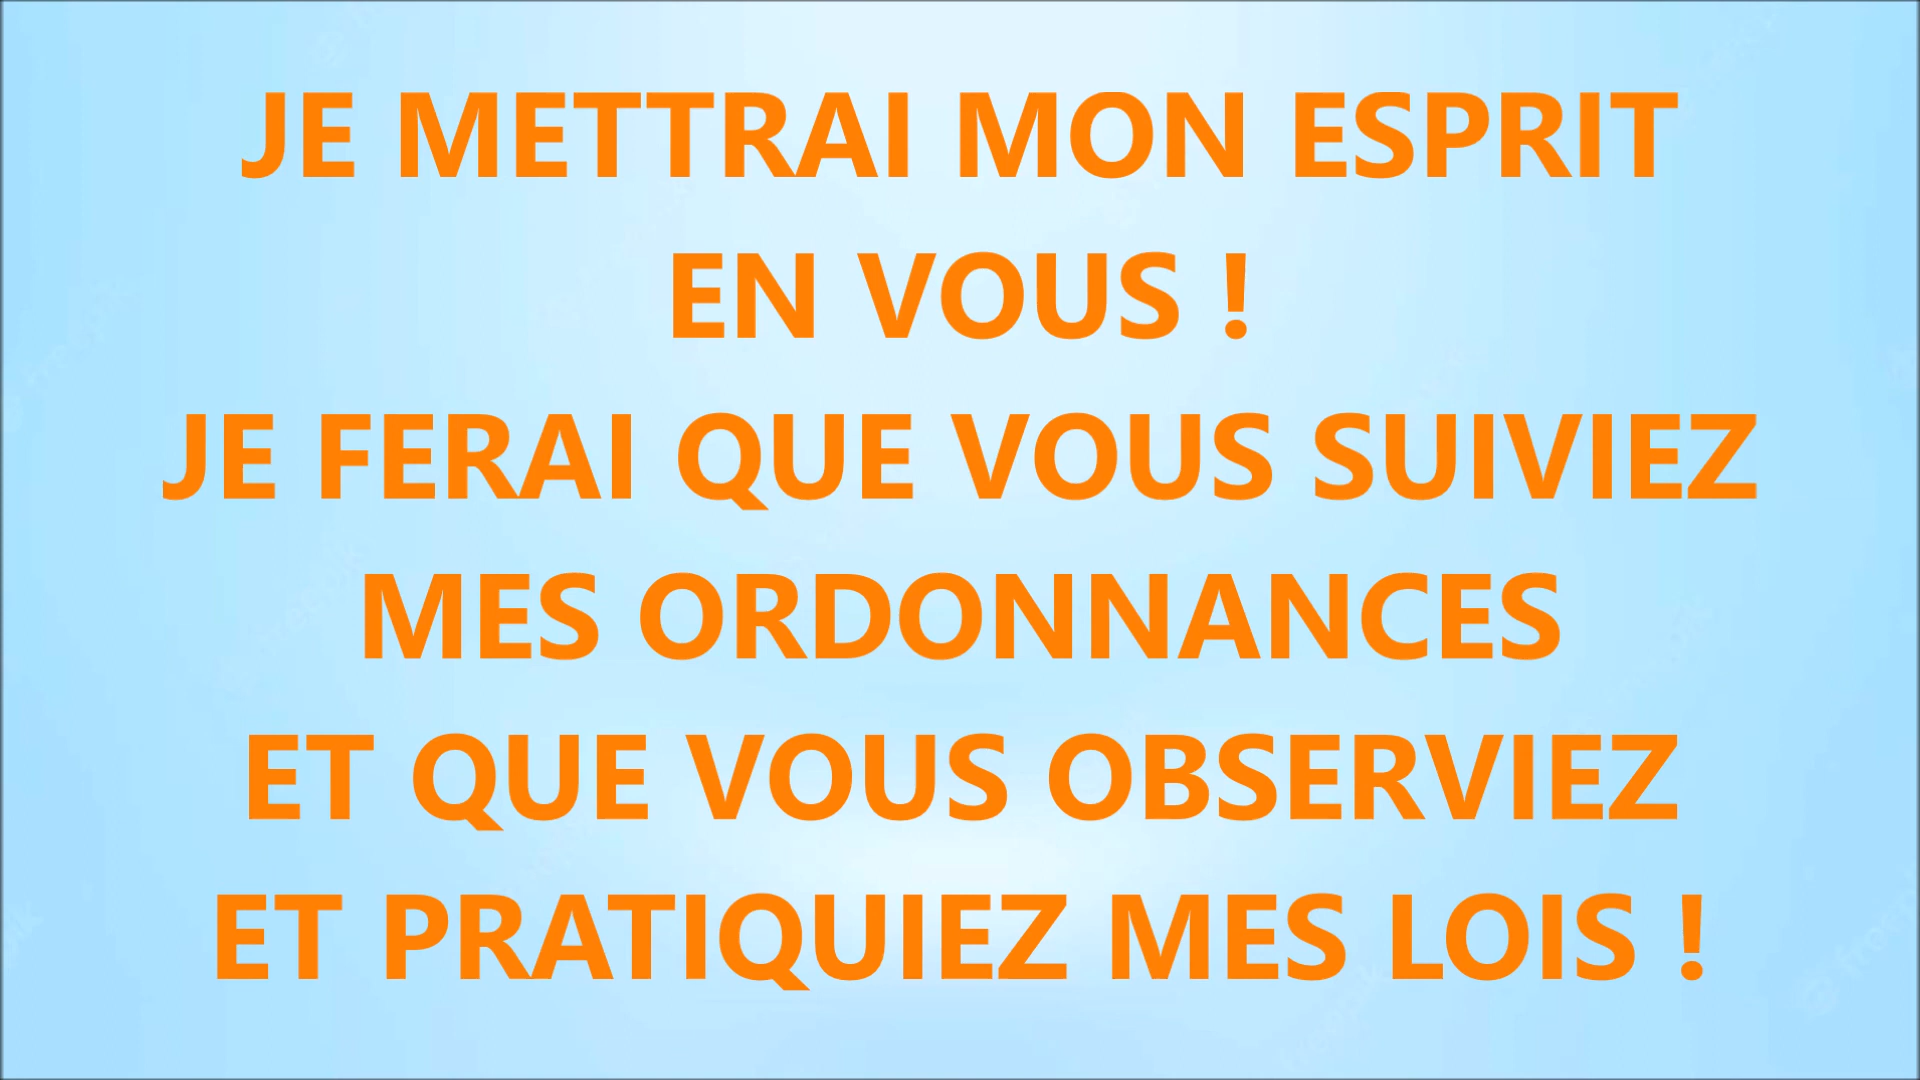 JE METTRAI MON ESPRIT
EN VOUS !
JE FERAI QUE VOUS SUIVIEZ
MES ORDONNANCES
ET QUE VOUS OBSERVIEZ
ET PRATIQUIEZ MES LOIS !